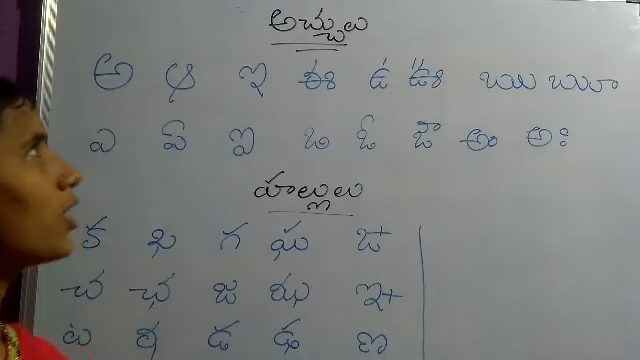 అచ్చులు
అ ఆ ఇ ఈ ఉ ఊ ఋ ౠ
ఎ ఏ ఐ ఒ ఓ ఔ అం అః
హల్లులు
క ఖ గ ఘ ఙ
చ ఛ జ ఝ ఞ
ట ఠ డ ఢ ణ